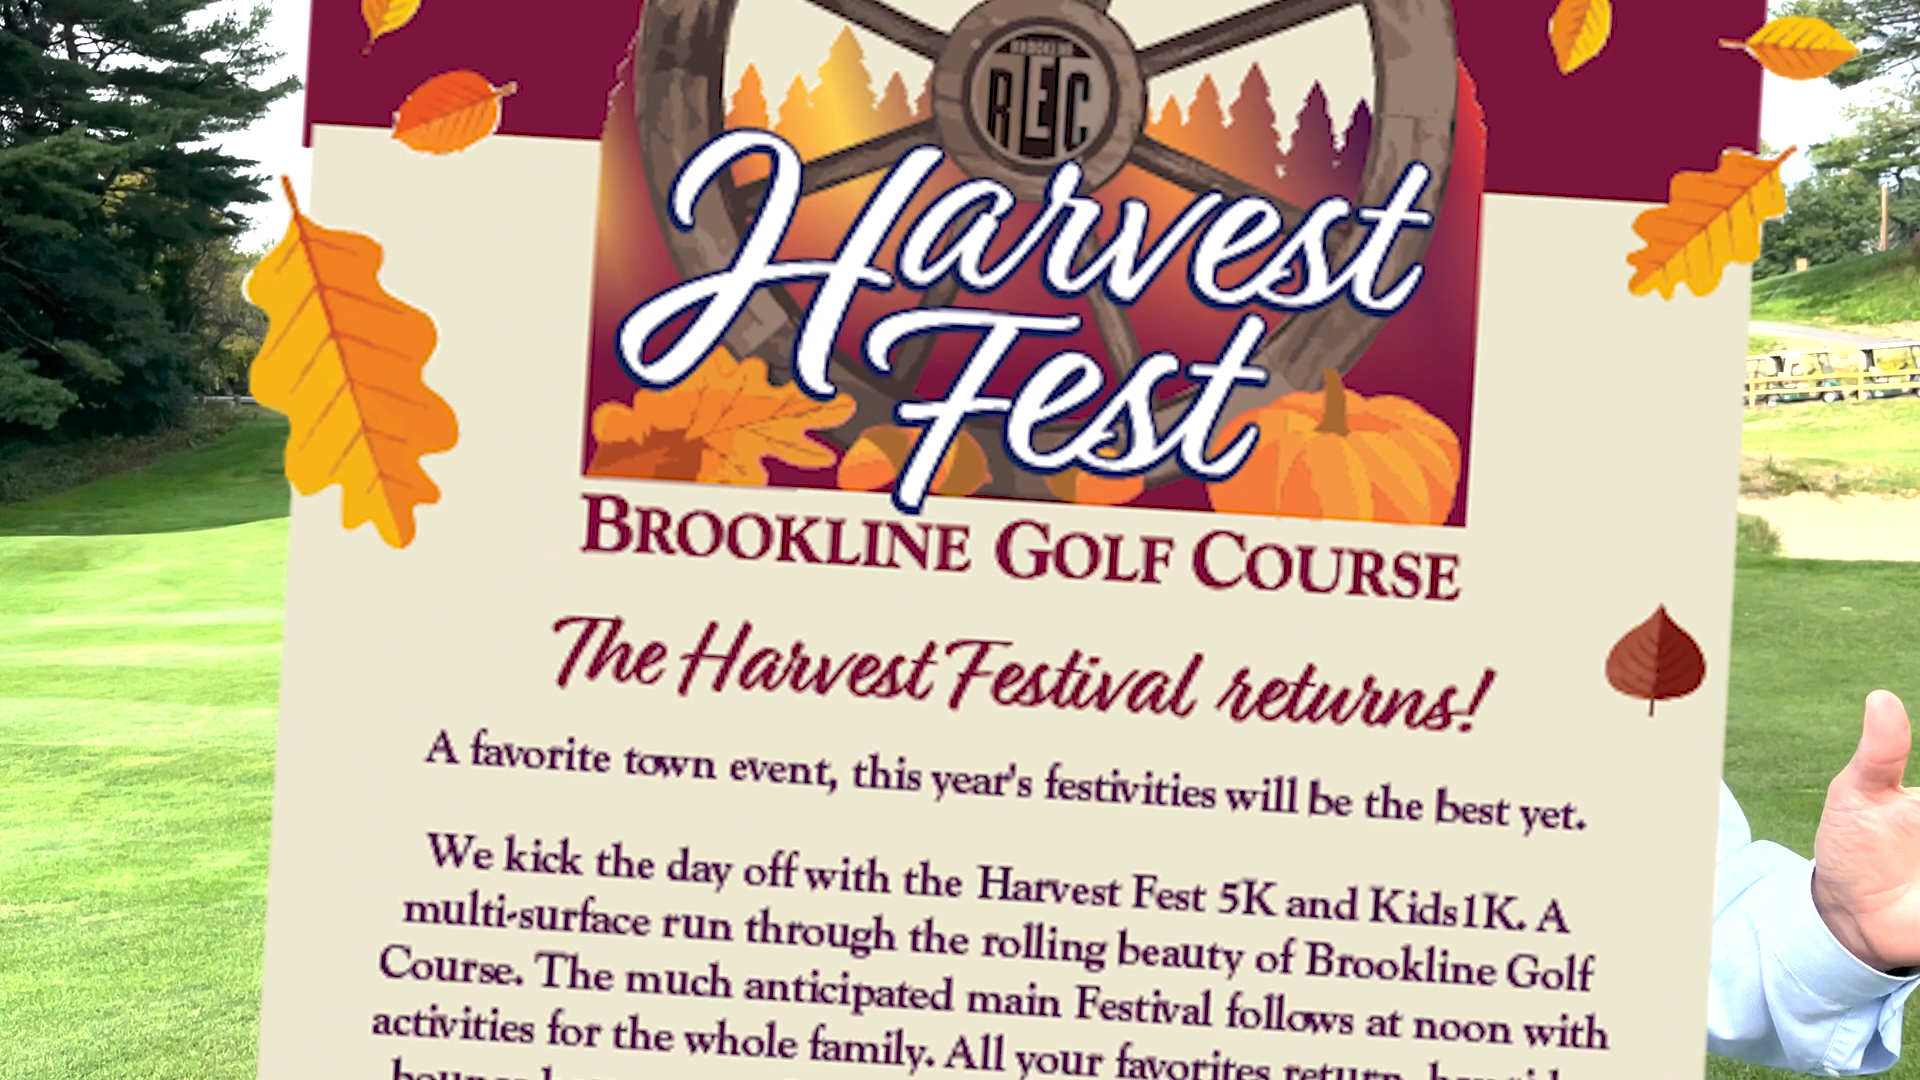 BROOKLINE
REC
Harvest
Fest
BROOKLINE GOLF COURSE
The Harvest Festival returns!
A favorite town event, this year's festivities will be the best yet.
We kick the day off with the Harvest Fest 5K and Kids1K. A
multi-surface run through the rolling beauty of Brookline Golf
Course. The much anticipated main Festival follows at noon with
activities for the whole family. All your favorites return,